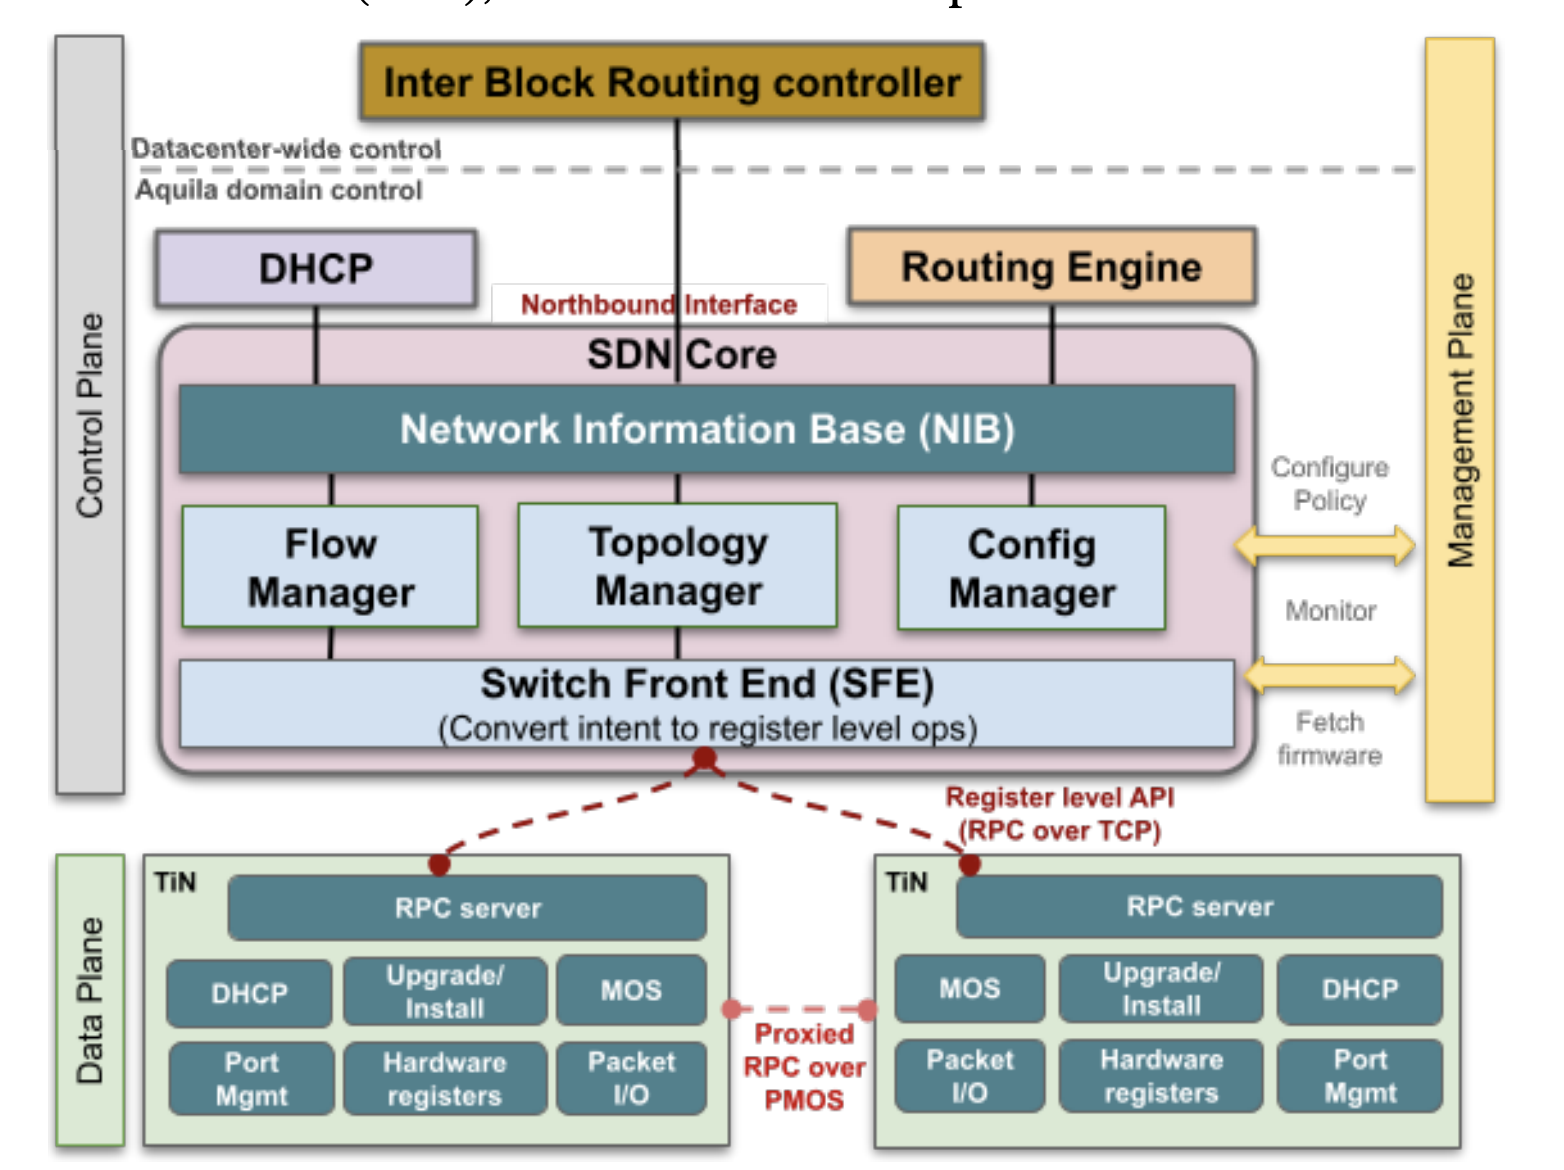 Inter Block Routing controller
Datacenter-wide control
Aquila domain control
DHCP
Routing Engine
Northbound Interface
SDN Core
Network Information Base (NIB)
Flow
Manager
Topology
Manager
Config
Manager
Switch Front End (SFE)
(Convert intent to register level ops)
Control Plane
Management Plane
Configure
Policy
Monitor
Fetch
firmware
Register level API
(RPC over TCP)
Data Plane
TiN
RPC server
DHCP
Upgrade/
Install
MOS
Port
Mgmt
Hardware
registers
Packet
I/O
Proxied
RPC over
PMOS
TiN
RPC server
MOS
Upgrade/
Install
DHCP
Packet
I/O
Hardware
registers
Port
Mgmt